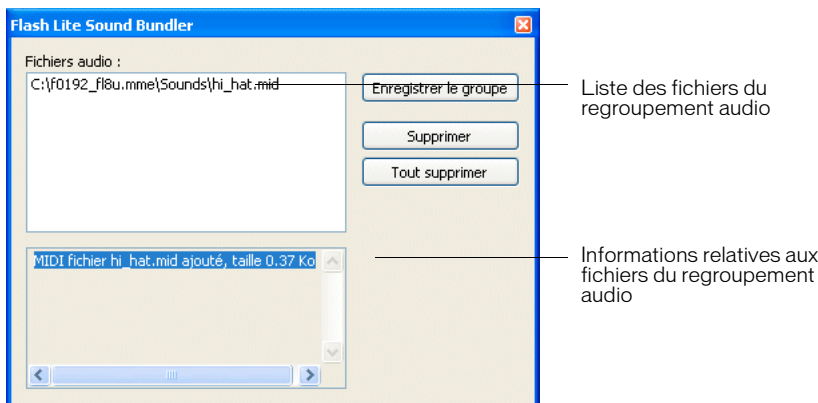 Flash Lite Sound Bundler
Fichiers audio :
C:\f0192_fl8u.mme\Sounds\hi_hat.mid
Enregistrer le groupe
Supprimer
Tout supprimer
Liste des fichiers du
regroupement audio
MIDI fichier hi_hat.mid ajouté, taille 0.37 Ko
Informations relatives aux
fichiers du regroupement
audio